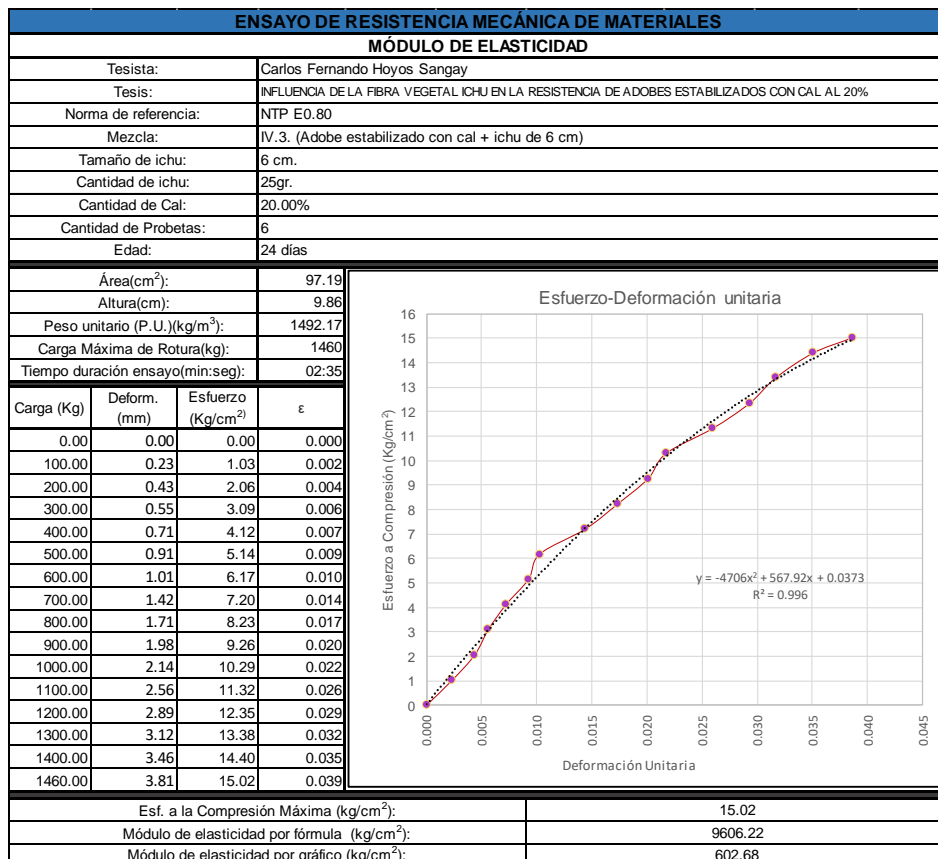 ENSAYO DE RESISTENCIA MECÁNICA DE MATERIALES
MÓDULO DE ELASTICIDAD
Tesista: Carlos Fernando Hoyos Sangay
Tesis: INFLUENCIA DE LA FIBRA VEGETAL ICHU EN LA RESISTENCIA DE ADOBES ESTABILIZADOS CON CAL AL 20%
Norma de referencia: NTP E0.80
Mezcla: IV.3. (Adobe estabilizado con cal + ichu de 6 cm)
Tamaño de ichu: 6 cm.
Cantidad de ichu: 25gr.
Cantidad de Cal: 20.00%
Cantidad de Probetas: 6
Edad: 24 días
Área(cm²): 97.19
Altura(cm): 9.86
Peso unitario (P.U.)(kg/m³): 1492.17
Carga Máxima de Rotura(kg): 1460
Tiempo duración ensayo(min:seg): 02:35
Carga (Kg) Deform. (mm) Esfuerzo (Kg/cm²) ε
0.00 0.00 0.00 0.000
100.00 0.23 1.03 0.002
200.00 0.43 2.06 0.004
300.00 0.55 3.09 0.006
400.00 0.71 4.12 0.007
500.00 0.91 5.14 0.009
600.00 1.01 6.17 0.010
700.00 1.42 7.20 0.014
800.00 1.71 8.23 0.017
900.00 1.98 9.26 0.020
1000.00 2.14 10.29 0.022
1100.00 2.56 11.32 0.026
1200.00 2.89 12.35 0.029
1300.00 3.12 13.38 0.032
1400.00 3.46 14.40 0.035
1460.00 3.81 15.02 0.039
Esfuerzo-Deformación unitaria
Esfuerzo a Compresión (Kg/cm²)
16
15
14
13
12
11
10
9
8
7
6
5
4
3
2
1
0
y = -4706x² + 567.92x + 0.0373
R² = 0.996
0.000 0.005 0.010 0.015 0.020 0.025 0.030 0.035 0.040 0.045
Deformación Unitaria
Esf. a la Compresión Máxima (kg/cm²): 15.02
Módulo de elasticidad por fórmula (kg/cm²): 9606.22
Módulo de elasticidad por gráfico (kg/cm²): 602.68